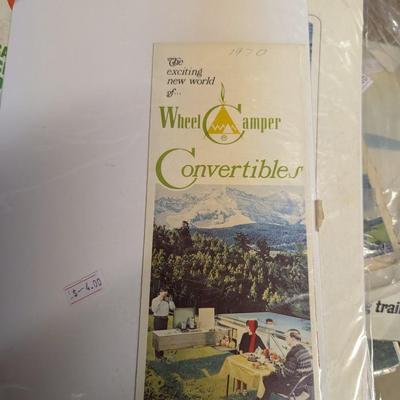 1970
The
exciting
new world
of...
Wheel Camper
Convertibles
$-4.00
trail